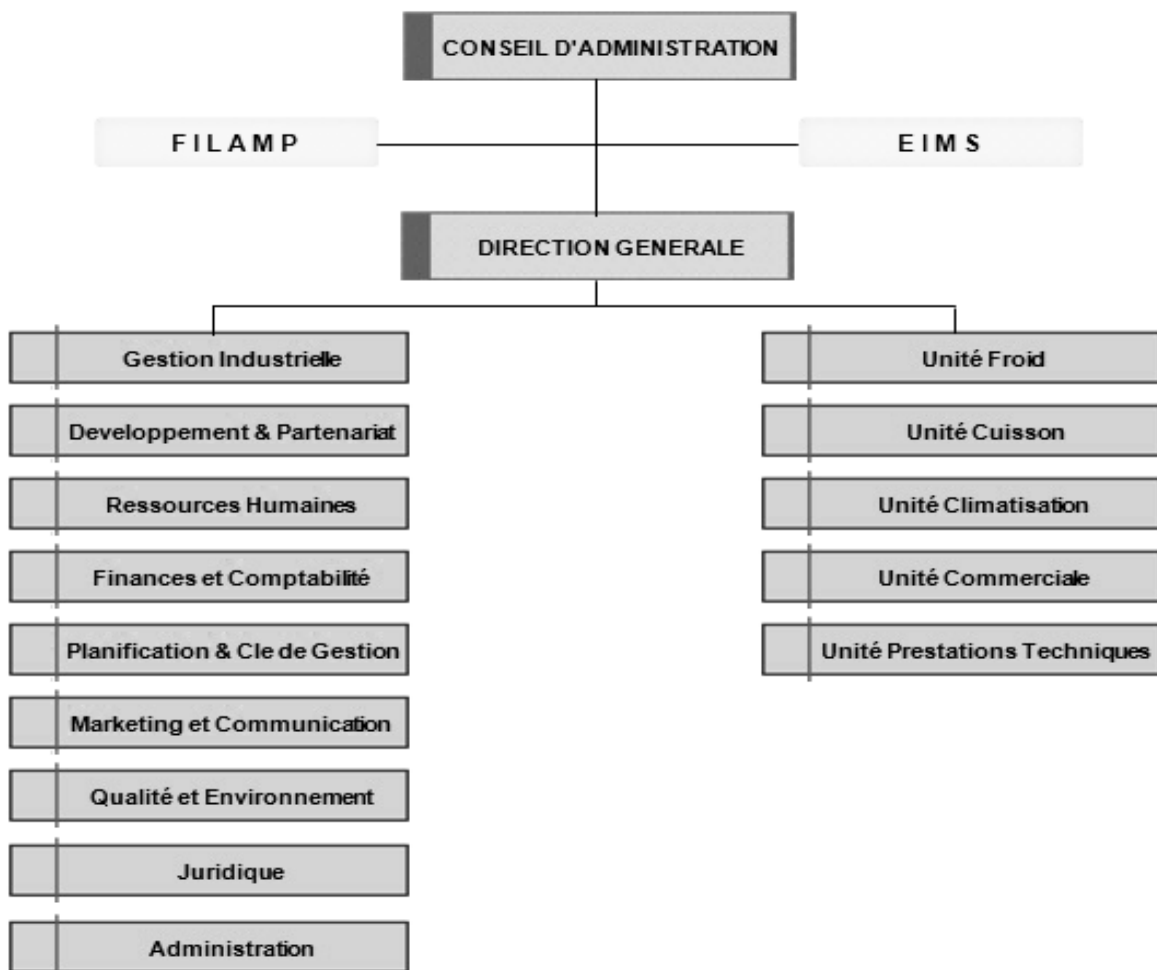 CONSEIL D'ADMINISTRATION
FILAMP
EIMS
DIRECTION GENERALE
Gestion Industrielle
Developpement & Partenariat
Ressources Humaines
Finances et Comptabilité
Planification & Cle de Gestion
Marketing et Communication
Qualité et Environnement
Juridique
Administration
Unité Froid
Unité Cuisson
Unité Climatisation
Unité Commerciale
Unité Prestations Techniques